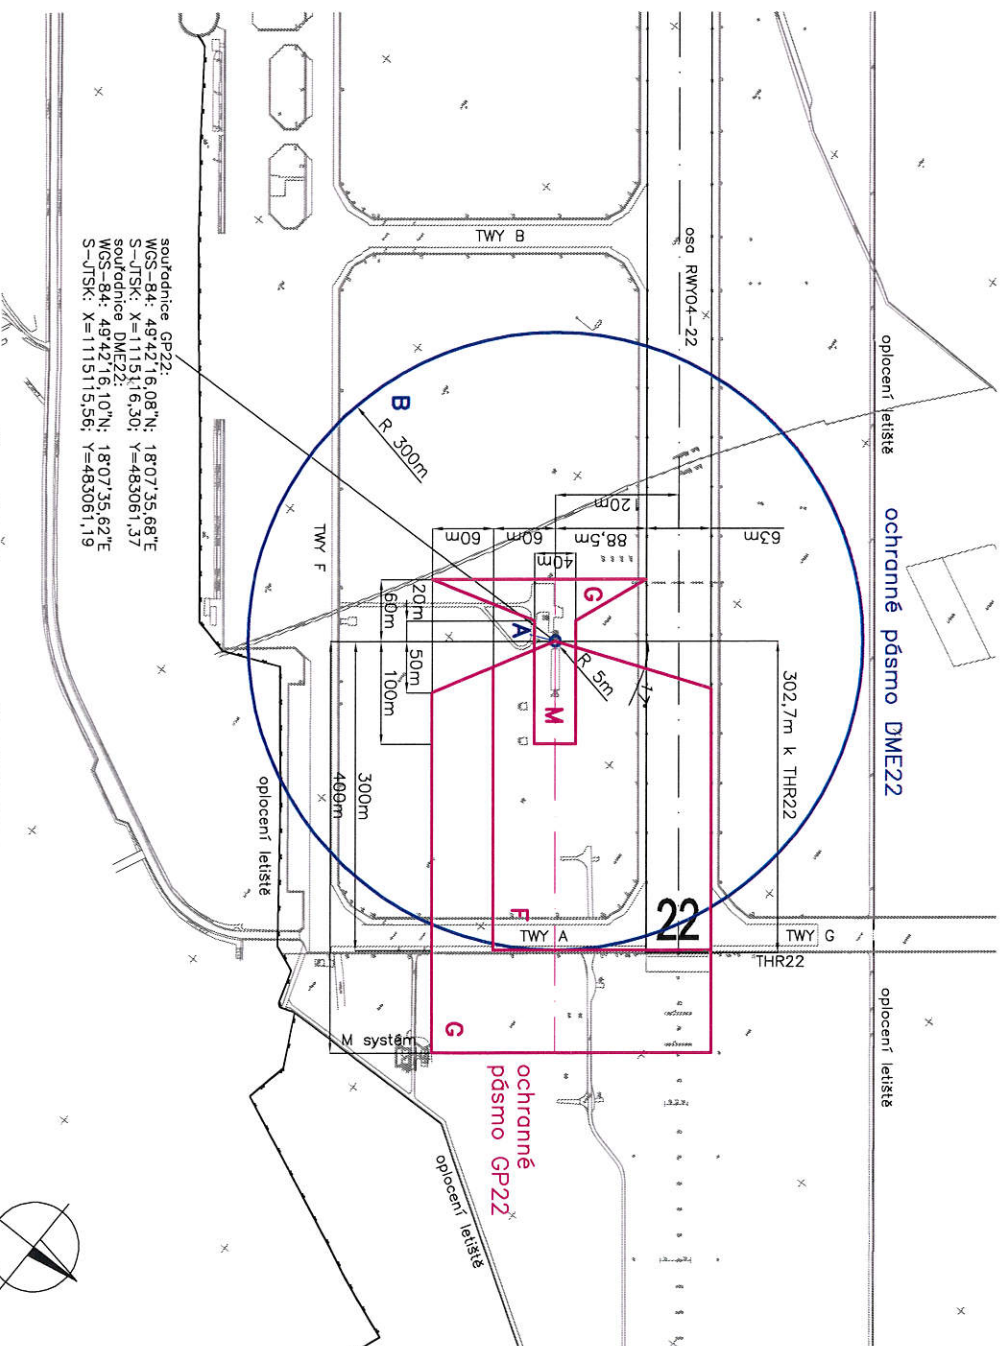 oplocení letiště
osa RWY04-22
TWY B
ochranné pásmo DME22
B
R 300m
souřadnice GP22:
WGS-84: 49°42'16,08"N; 18°07'35,68"E
S-JTSK: X=1115116,30; Y=483061,37
souřadnice DME22:
WGS-84: 49°42'16,10"N; 18°07'35,62"E
S-JTSK: X=1115115,56; Y=483061,19
120m
60m
60m
88,5m
63m
40m
TWY F
G
A
20m
60m
R 5m
50m
100m
M
302,7m k THR22
300m
400m
oplocení letiště
F
TWY A
22
TWY G
THR22
oplocení letiště
M systém
G
ochranné
pásmo GP22
oplocení letiště